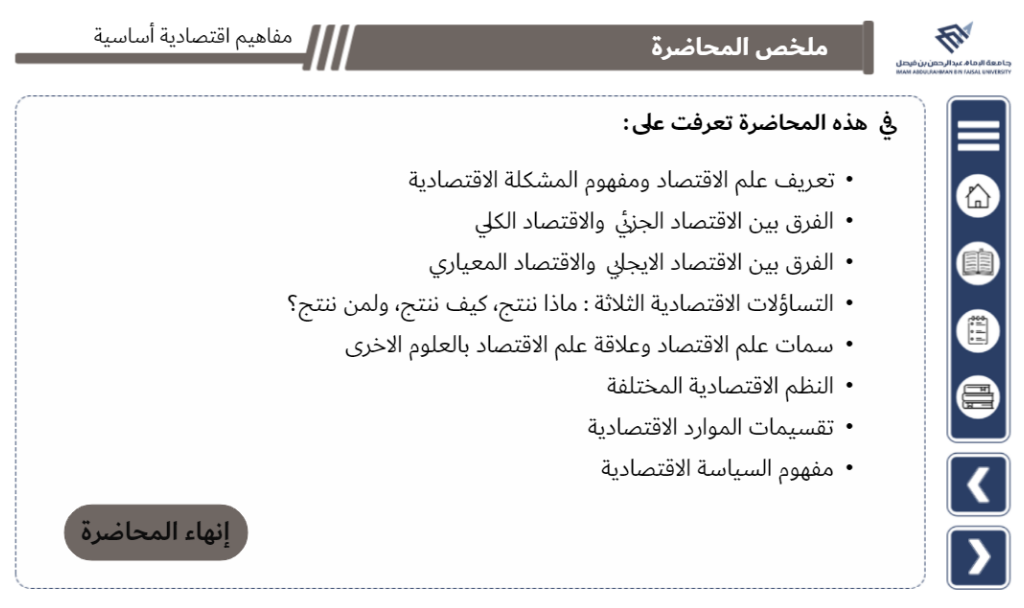 ملخص المحاضرة
مفاهيم اقتصادية أساسية
جامعة الإمام عبدالرحمن بن فيصل
IMAM ABDULRAHMAN BIN FAISAL UNIVERSITY
في هذه المحاضرة تعرفت على:
• تعريف علم الاقتصاد ومفهوم المشكلة الاقتصادية
• الفرق بين الاقتصاد الجزئي والاقتصاد الكلي
• الفرق بين الاقتصاد الايجابي والاقتصاد المعياري
• التساؤلات الاقتصادية الثلاثة : ماذا ننتج، كيف ننتج، ولمن ننتج؟
• سمات علم الاقتصاد وعلاقة علم الاقتصاد بالعلوم الاخرى
• النظم الاقتصادية المختلفة
• تقسيمات الموارد الاقتصادية
• مفهوم السياسة الاقتصادية
إنهاء المحاضرة